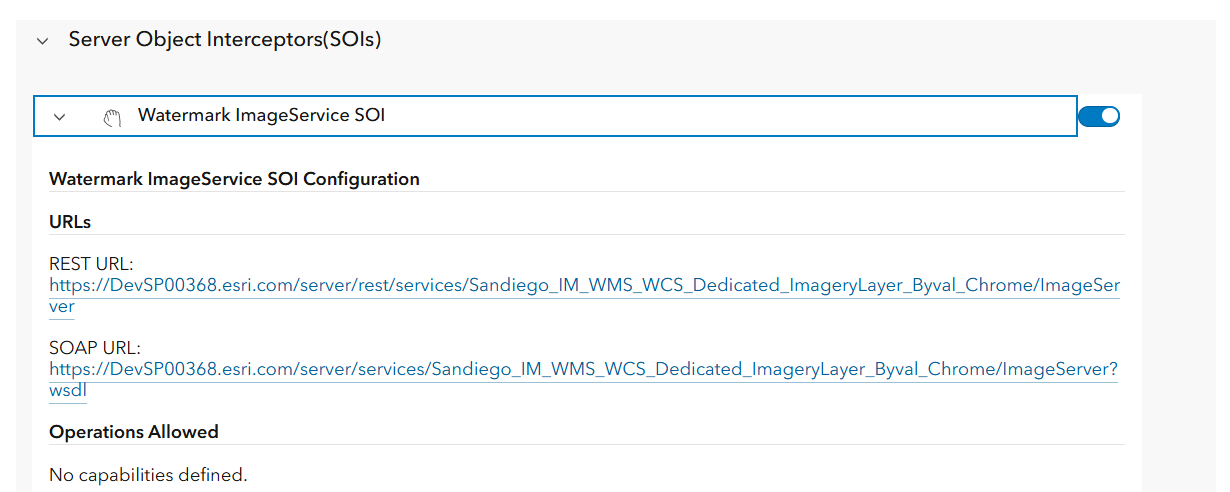 Server Object Interceptors(SOIs)
Watermark ImageService SOI
Watermark ImageService SOI Configuration
URLs
REST URL:
https://DevSP00368.esri.com/server/rest/services/Sandiego_IM_WMS_WCS_Dedicated_ImageryLayer_Byval_Chrome/ImageSer
ver
SOAP URL:
https://DevSP00368.esri.com/server/services/Sandiego_IM_WMS_WCS_Dedicated_ImageryLayer_Byval_Chrome/ImageServer?
wsdl
Operations Allowed
No capabilities defined.